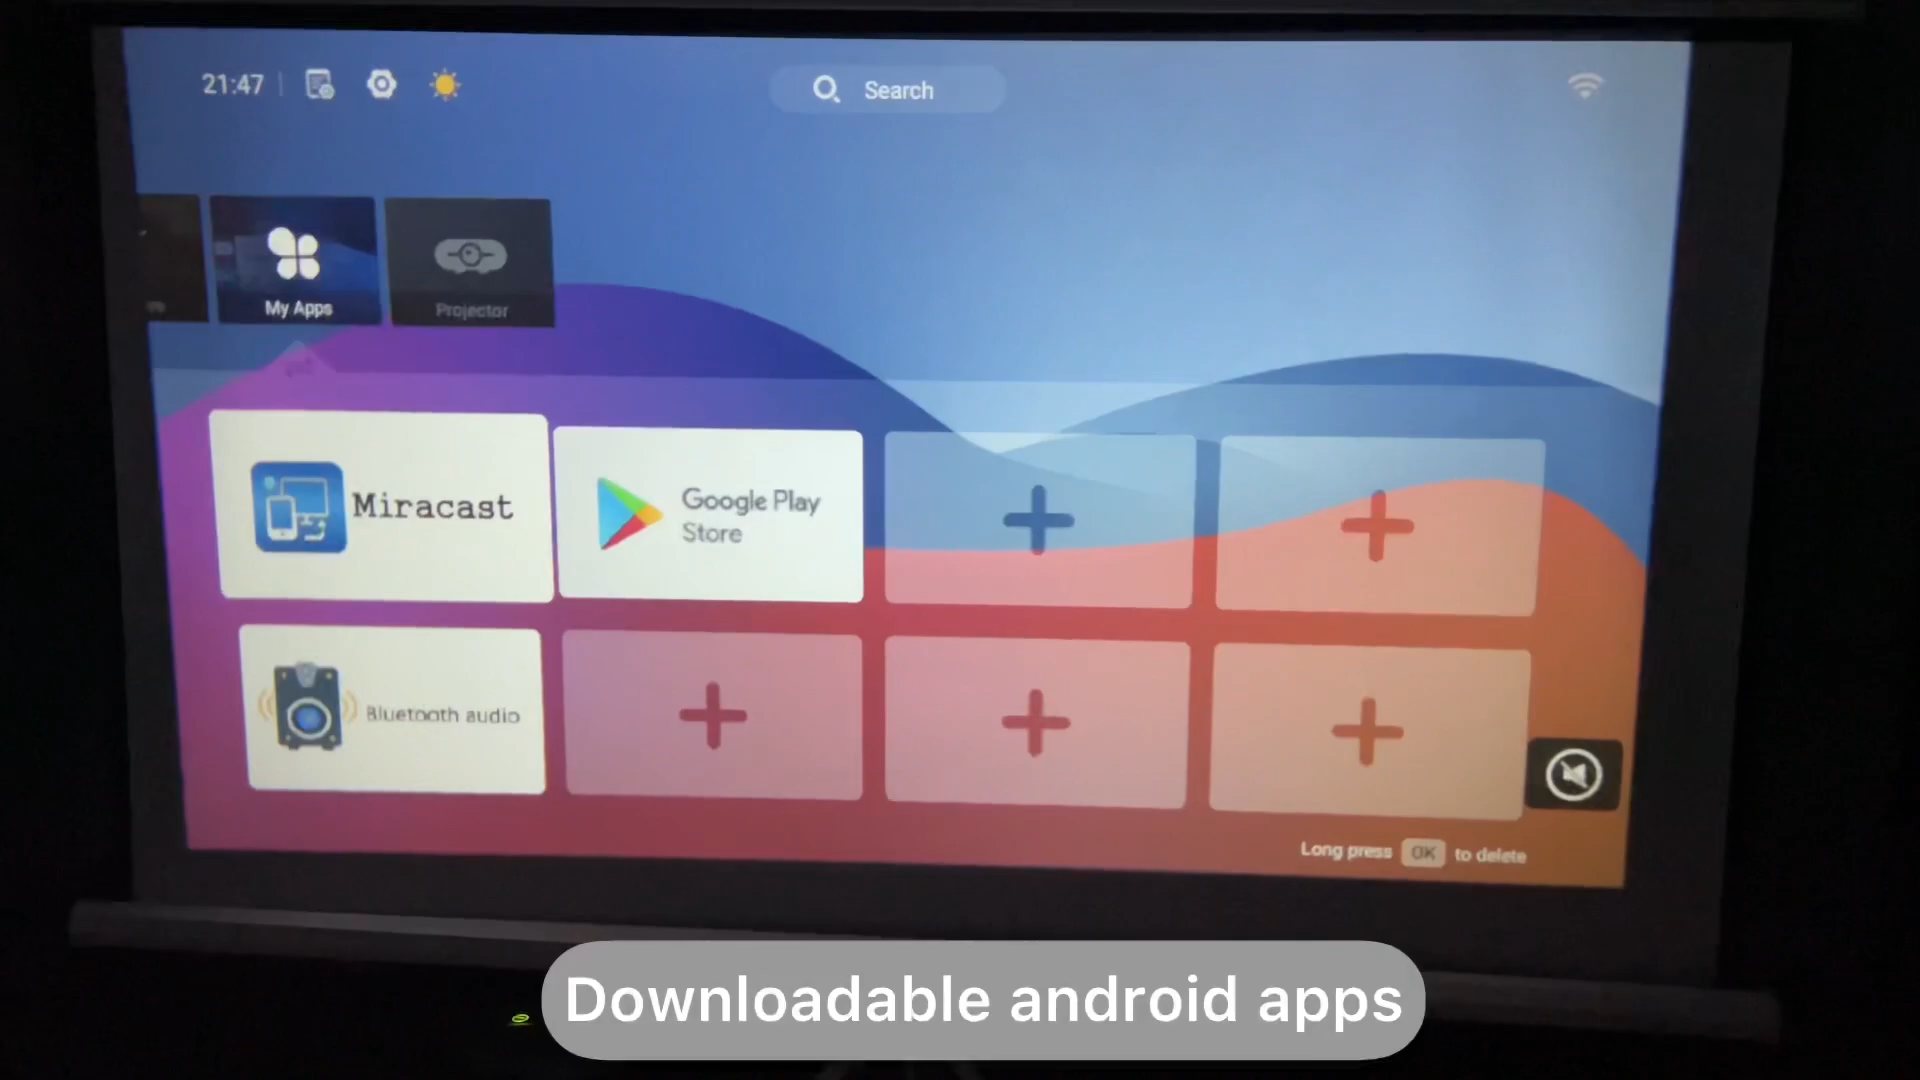 21:47
Search
My Apps
Projector
Miracast
Google Play
Store
Bluetooth audio
Long press OK to delete
Downloadable android apps